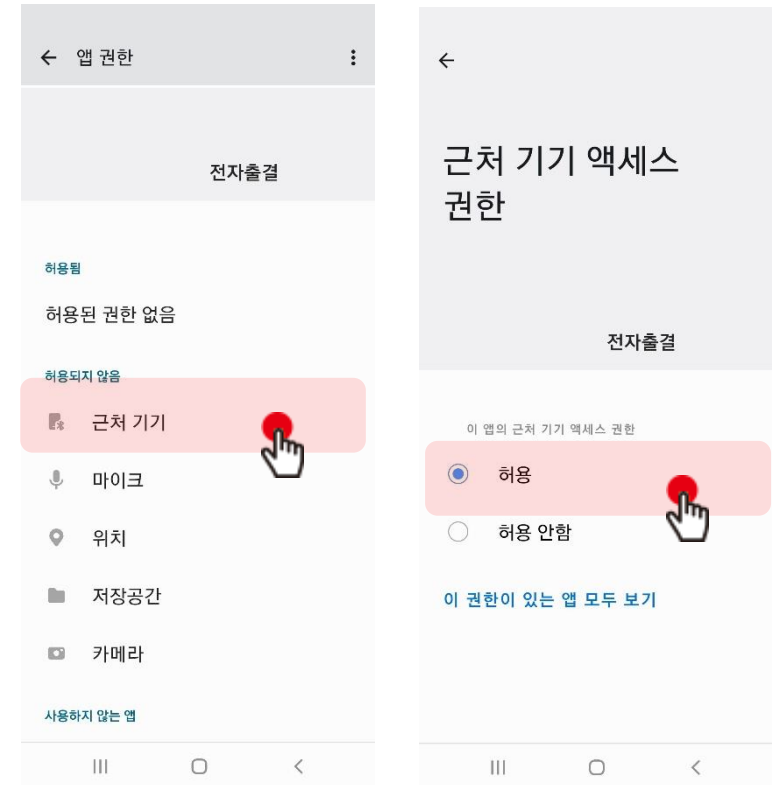 앱 권한
전자출결
허용됨
허용된 권한 없음
허용되지 않음
근처 기기
마이크
위치
저장공간
카메라
사용하지 않는 앱
근처 기기 액세스
권한
전자출결
이 앱의 근처 기기 액세스 권한
허용
허용 안함
이 권한이 있는 앱 모두 보기